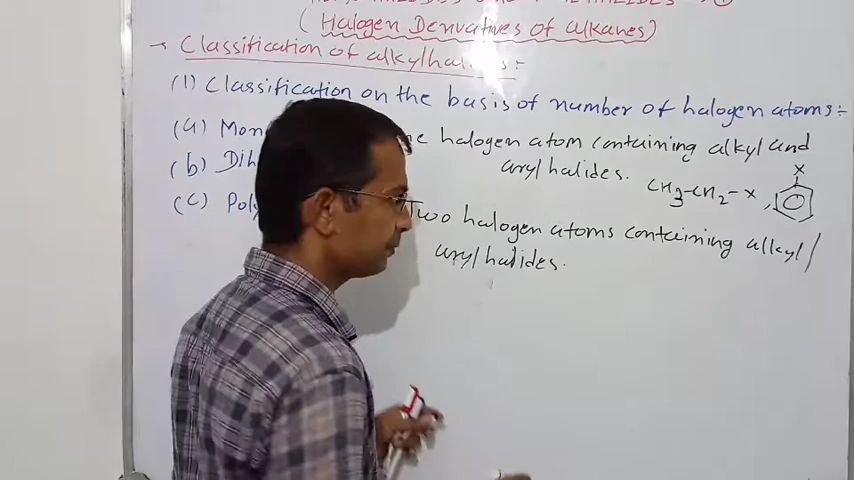 (Halogen Derivatives of alkanes)
→ Classification of alkylhal s :-
(1) Classification on the basis of number of halogen atoms :-
(a) Mon ne halogen atom containing alkyl and
aryl halides. CH3-CH2-X X
(b) Dih Two halogen atoms containing alkyl/
aryl halides.
(c) Poly